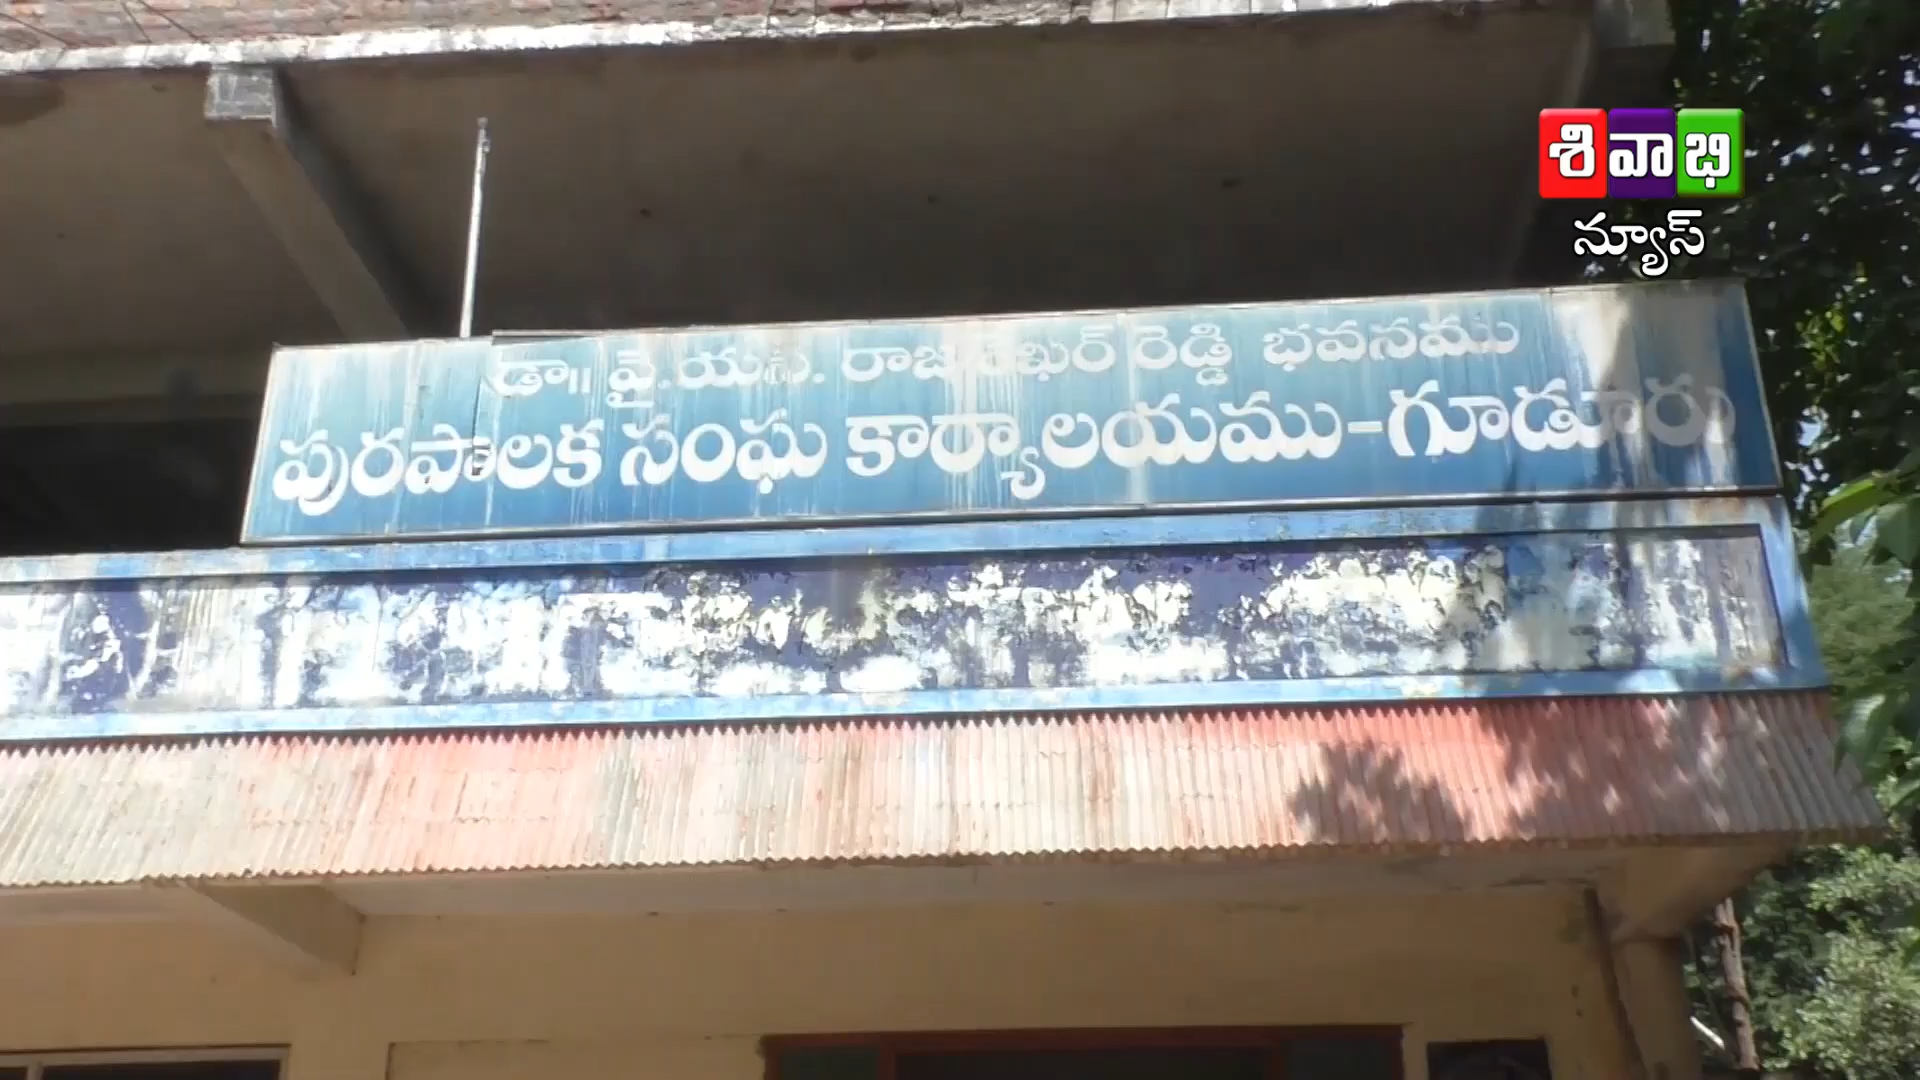 శివాభి
న్యూస్
డా॥ వై.యస్. రాజశేఖర్ రెడ్డి భవనము
పురపాలక సంఘ కార్యాలయము-గూడూరు